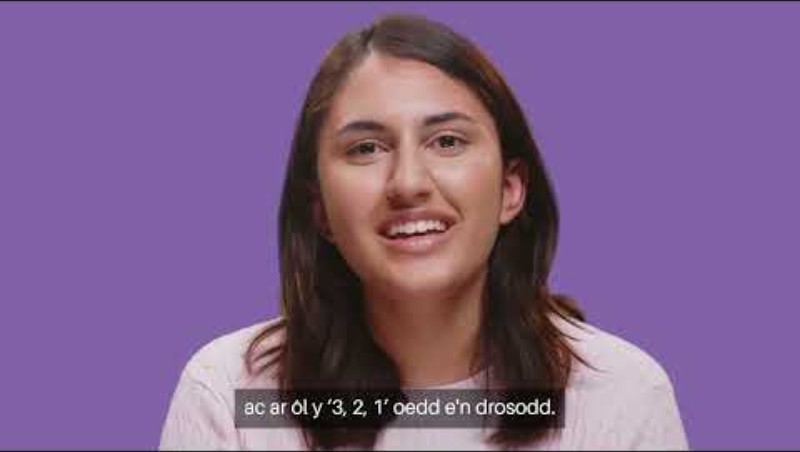 ac ar ôl y ‘3, 2, 1’ oedd e'n drosodd.